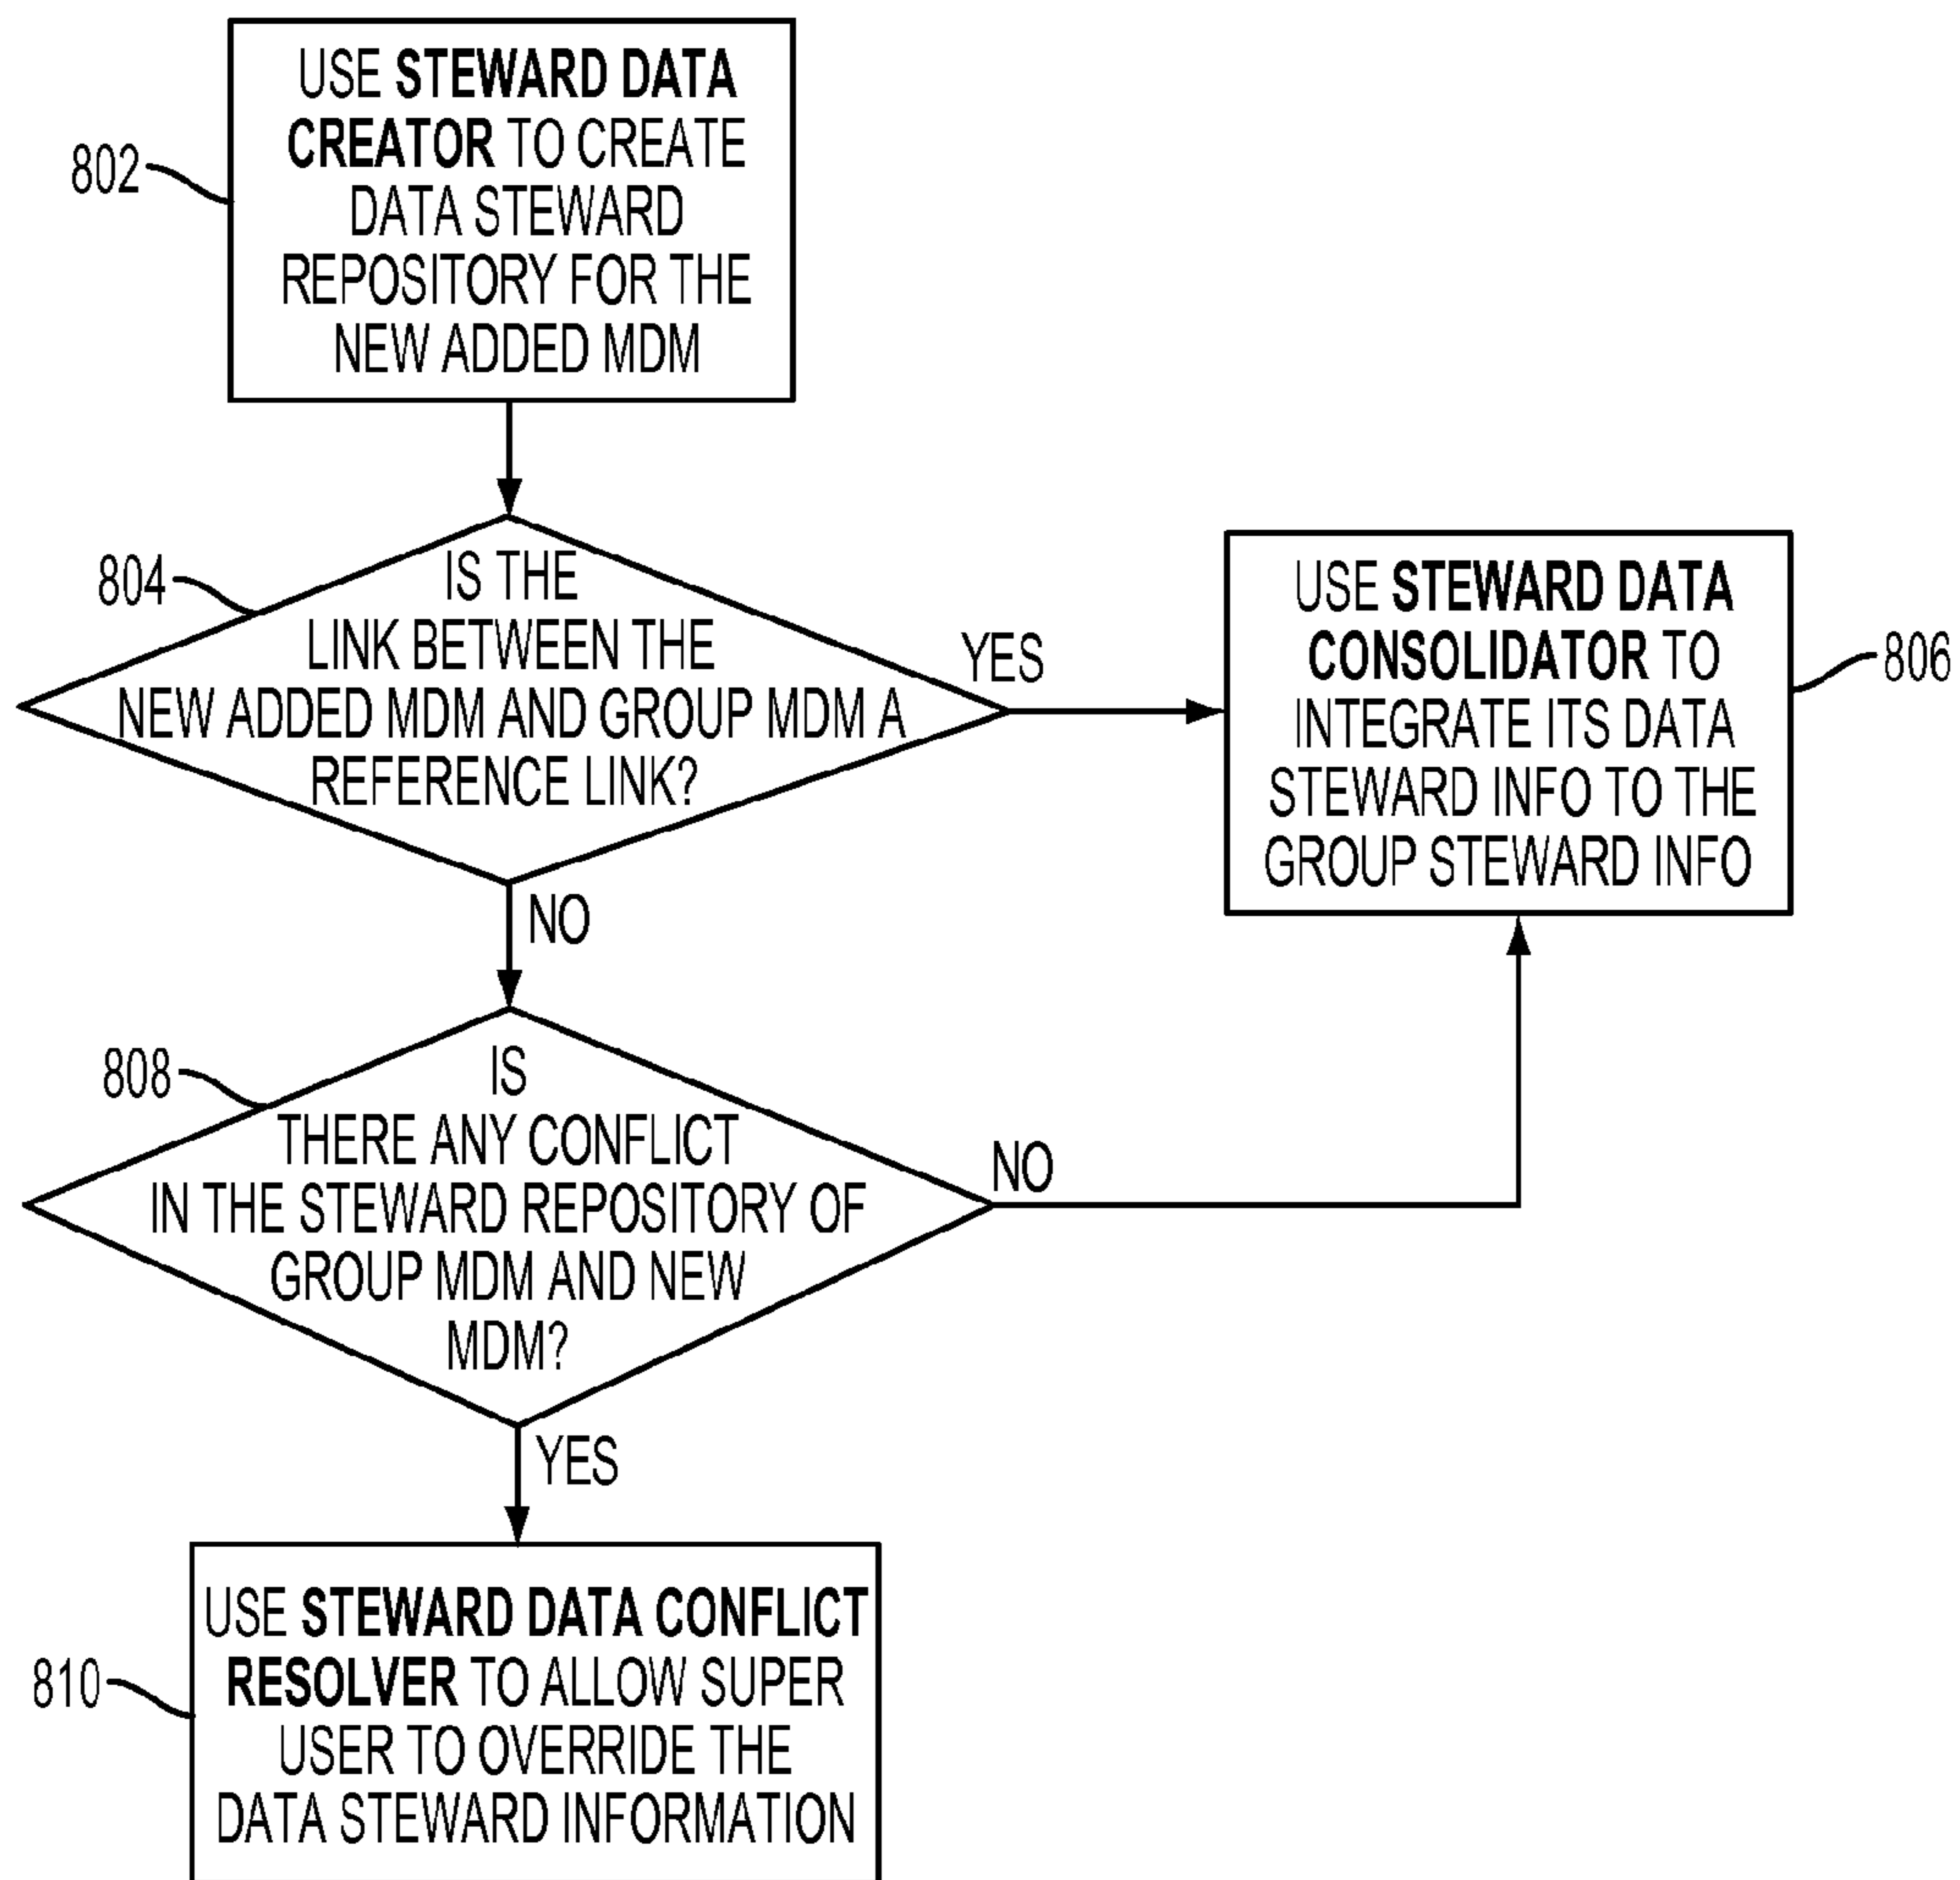 USE STEWARD DATA
CREATOR TO CREATE
DATA STEWARD
REPOSITORY FOR THE
NEW ADDED MDM
802
804
IS THE
LINK BETWEEN THE
NEW ADDED MDM AND GROUP MDM A
REFERENCE LINK?
YES
USE STEWARD DATA
CONSOLIDATOR TO
INTEGRATE ITS DATA
STEWARD INFO TO THE
GROUP STEWARD INFO
806
NO
808
IS
THERE ANY CONFLICT
IN THE STEWARD REPOSITORY OF
GROUP MDM AND NEW
MDM?
NO
YES
USE STEWARD DATA CONFLICT
RESOLVER TO ALLOW SUPER
USER TO OVERRIDE THE
DATA STEWARD INFORMATION
810